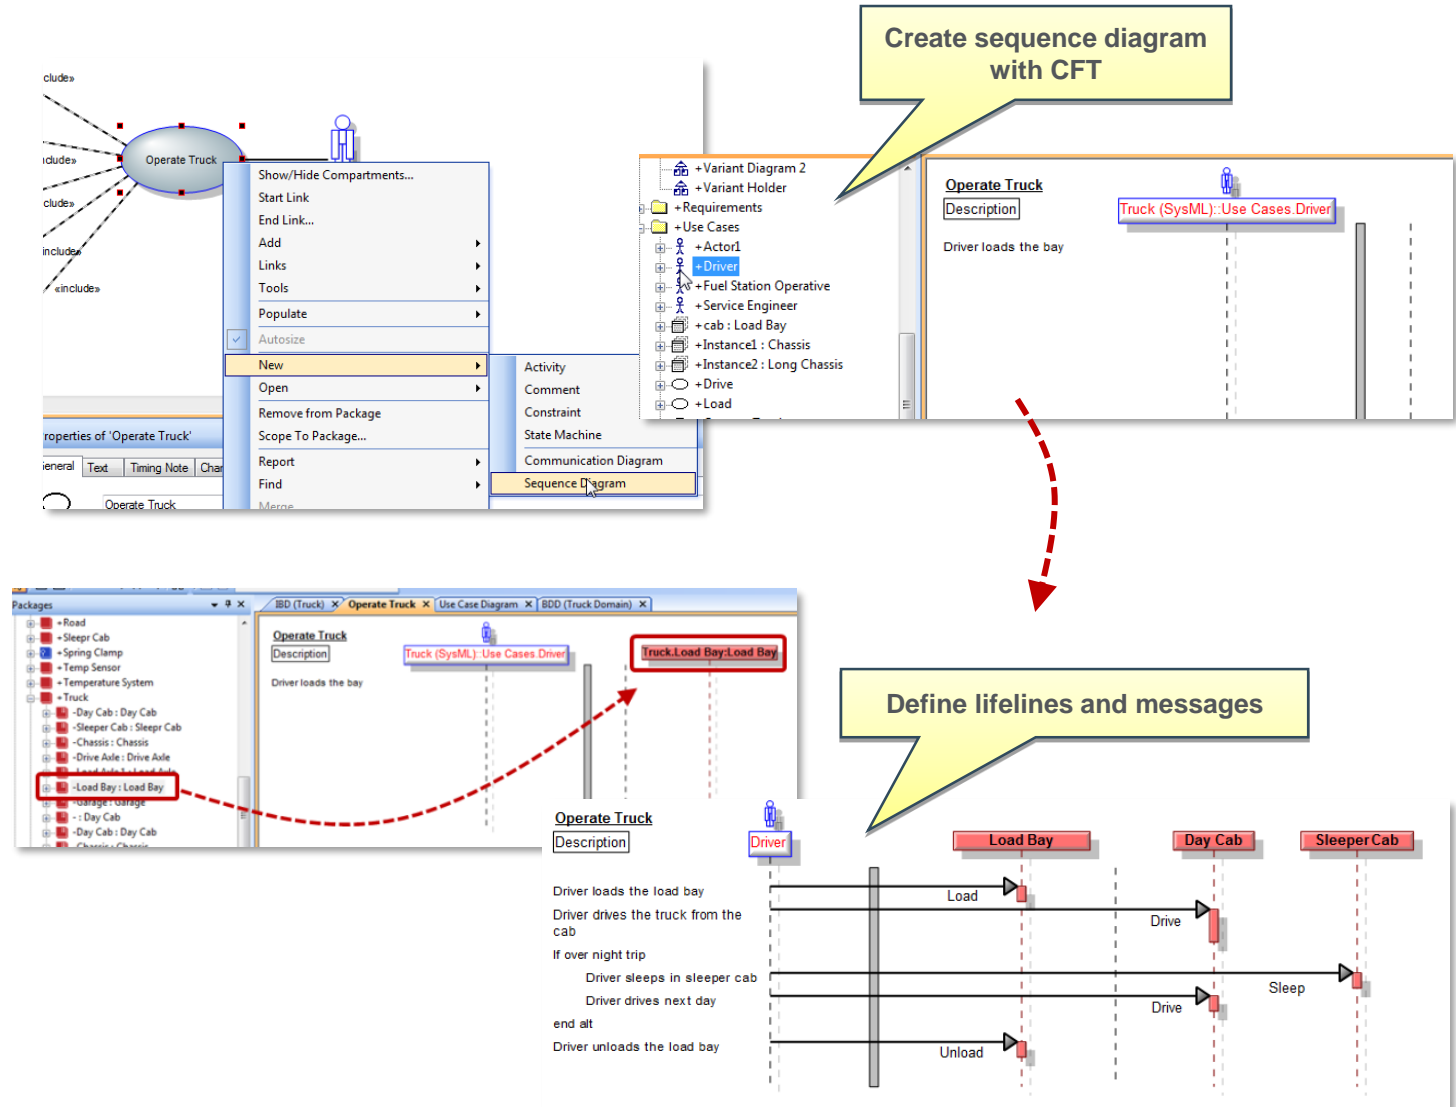 Create sequence diagram
with CFT
clude»
clude»
clude»
include»
«include»
Operate Truck
Show/Hide Compartments...
Start Link
End Link...
Add
Links
Tools
Populate
Autosize
New
Open
Remove from Package
Scope To Package...
Report
Find
Merge
Activity
Comment
Constraint
State Machine
Communication Diagram
Sequence Diagram
roperties of 'Operate Truck'
General
Text
Timing Note
Char
Operate Truck
+Variant Diagram 2
+Variant Holder
+Requirements
+Use Cases
+Actor1
+Driver
+Fuel Station Operative
+Service Engineer
+cab : Load Bay
+Instance1 : Chassis
+Instance2 : Long Chassis
+Drive
+Load
Operate Truck
Description
Driver loads the bay
Truck (SysML)::Use Cases.Driver
Packages
+Road
+Sleepr Cab
+Spring Clamp
+Temp Sensor
+Temperature System
+Truck
-Day Cab : Day Cab
-Sleeper Cab : Sleepr Cab
-Chassis : Chassis
-Drive Axle : Drive Axle
-Load Axle1 : Load Axle
-Load Bay : Load Bay
-Garage : Garage
- : Day Cab
-Day Cab : Day Cab
-Chassis : Chassis
IBD (Truck)
Operate Truck
Use Case Diagram
BDD (Truck Domain)
Operate Truck
Description
Driver loads the bay
Truck (SysML)::Use Cases.Driver
Truck.Load Bay:Load Bay
Define lifelines and messages
Operate Truck
Description
Driver
Load Bay
Day Cab
SleeperCab
Driver loads the load bay
Load
Driver drives the truck from the
cab
Drive
If over night trip
Driver sleeps in sleeper cab
Sleep
Driver drives next day
Drive
end alt
Driver unloads the load bay
Unload